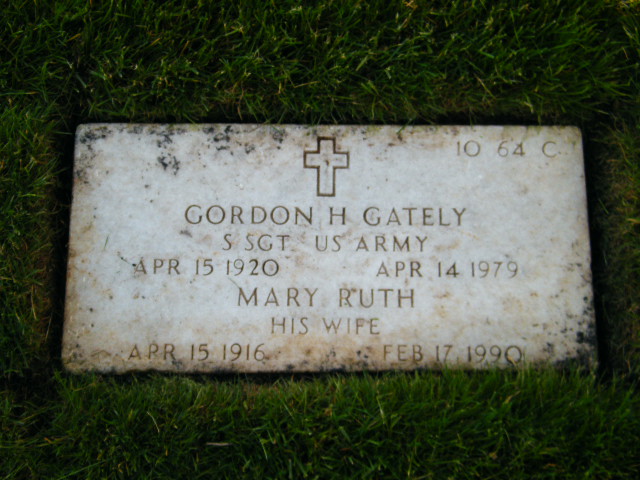 10 64 C
GORDON H GATELY
S SGT US ARMY
APR 15 1920 APR 14 1979
MARY RUTH
HIS WIFE
APR 15 1916 FEB 17 1990